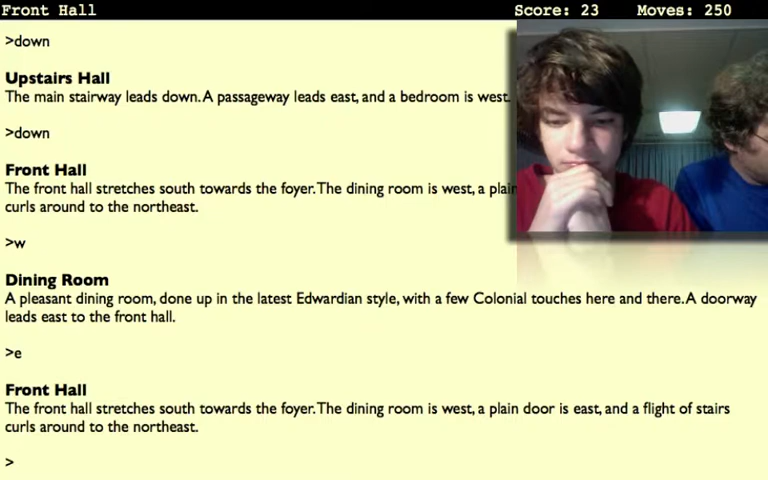 Front Hall Score: 23 Moves: 250
>down
Upstairs Hall
The main stairway leads down. A passageway leads east, and a bedroom is west.
>down
Front Hall
The front hall stretches south towards the foyer. The dining room is west, a plain
curls around to the northeast.
>w
Dining Room
A pleasant dining room, done up in the latest Edwardian style, with a few Colonial touches here and there. A doorway
leads east to the front hall.
>e
Front Hall
The front hall stretches south towards the foyer. The dining room is west, a plain door is east, and a flight of stairs
curls around to the northeast.
>